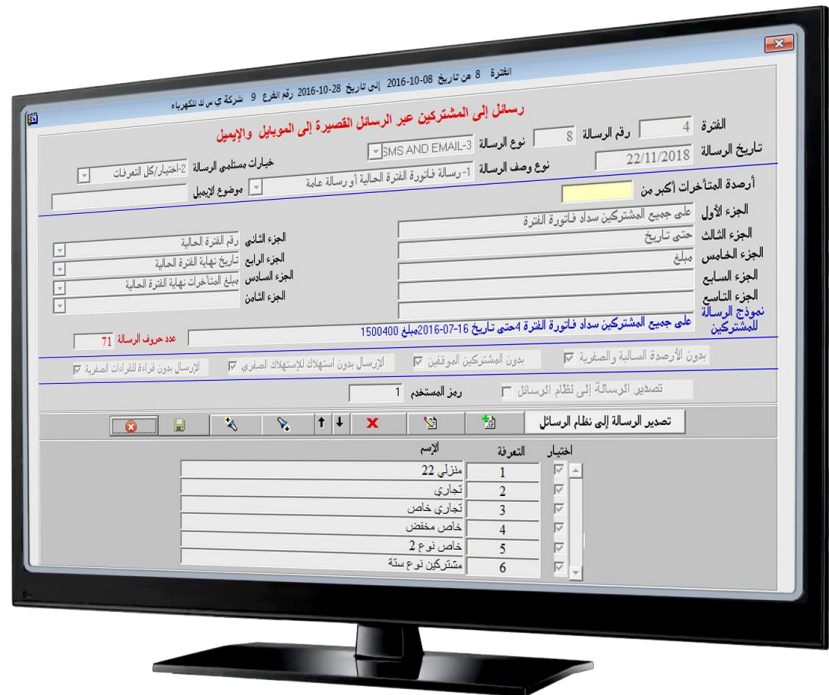 الفترة 8 من تاريخ 08-10-2016 إلى تاريخ 28-10-2016 رقم الفرع 9 شركة ي س ك للكهرباء
رسائل إلى المشتركين عبر الرسائل القصيرة إلى الموبايل والإيميل
الفترة 4 رقم الرسالة 8 نوع الرسالة 3-SMS AND EMAIL خيارات مستلمي الرسالة 2-اختيار/كل التعرفات
تاريخ الرسالة 22/11/2018 نوع وصف الرسالة 1-رسالة فاتورة الفترة الحالية أو رسالة عامة موضوع الإيميل
أرصدة المتأخرات أكبر من
الجزء الأول على جميع المشتركين سداد فاتورة الفترة الجزء الثاني رقم الفترة الحالية
الجزء الثالث حتى تاريخ الجزء الرابع تاريخ نهاية الفترة الحالية
الجزء الخامس مبلغ الجزء السادس مبلغ المتأخرات نهاية الفترة الحالية
الجزء السابع الجزء الثامن
الجزء التاسع
نموذج الرسالة للمشتركين على جميع المشتركين سداد فاتورة الفترة 4حتى تاريخ 16-07-2016مبلغ 1500400 عدد حروف الرسالة 71
بدون الأرصدة السالبة والصفرية بدون المشتركين الموقفين الإرسال بدون استهلاك للإستهلاك الصفري الإرسال بدون قراءة للقراءات الصفرية
تصدير الرسالة إلى نظام الرسائل رمز المستخدم 1
تصدير الرسالة إلى نظام الرسائل
اختيار التعرفة الإسم
1 منزلي 22
2 تجاري
3 تجاري خاص
4 خاص مخفض
5 خاص نوع 2
6 مشتركين نوع ستة